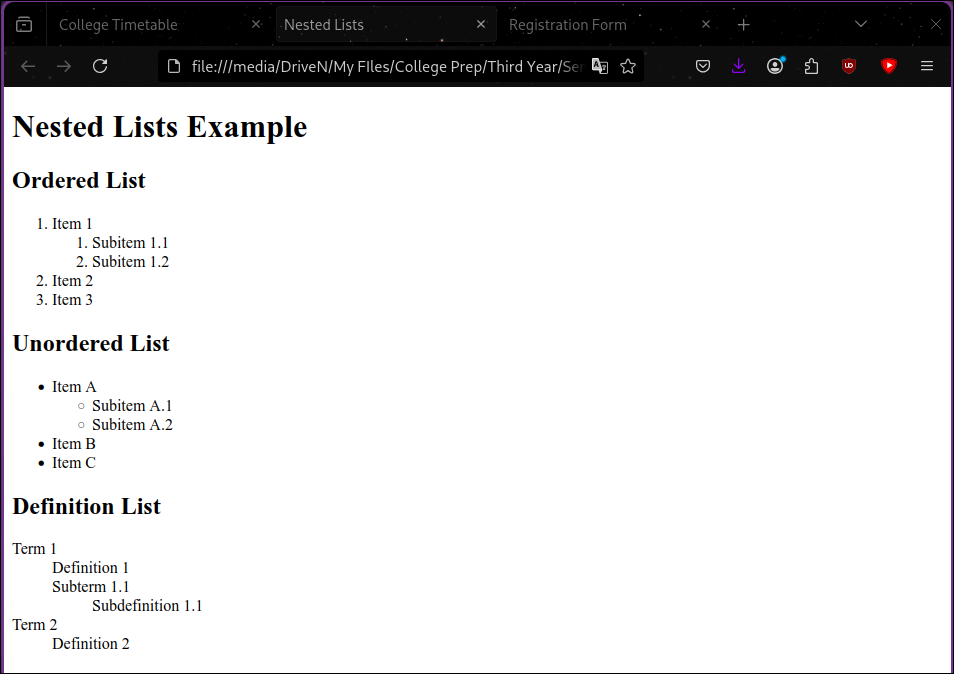 College Timetable
Nested Lists
Registration Form
file:///media/DriveN/My FIles/College Prep/Third Year/Sem
Nested Lists Example
Ordered List
1. Item 1
1. Subitem 1.1
2. Subitem 1.2
2. Item 2
3. Item 3
Unordered List
• Item A
○ Subitem A.1
○ Subitem A.2
• Item B
• Item C
Definition List
Term 1
Definition 1
Subterm 1.1
Subdefinition 1.1
Term 2
Definition 2